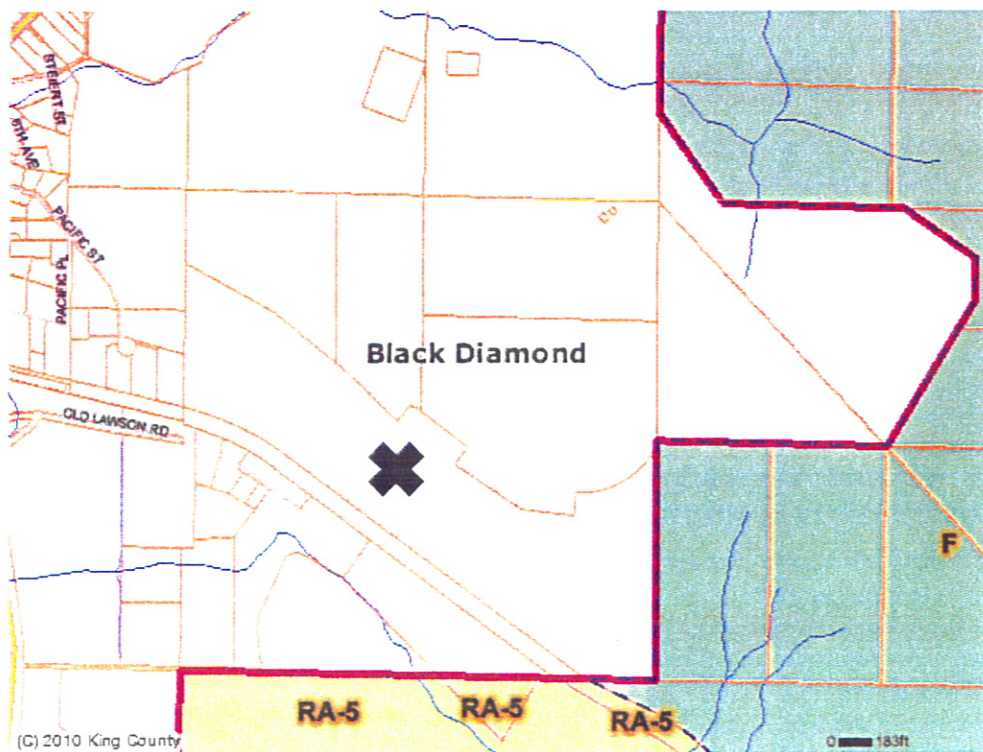 STEIERT ST
5TH AVE
PACIFIC ST
PACIFIC PL
Black Diamond
OLD LAWSON RD
F
RA-5
RA-5
RA-5
(C) 2010 King County
0
183ft